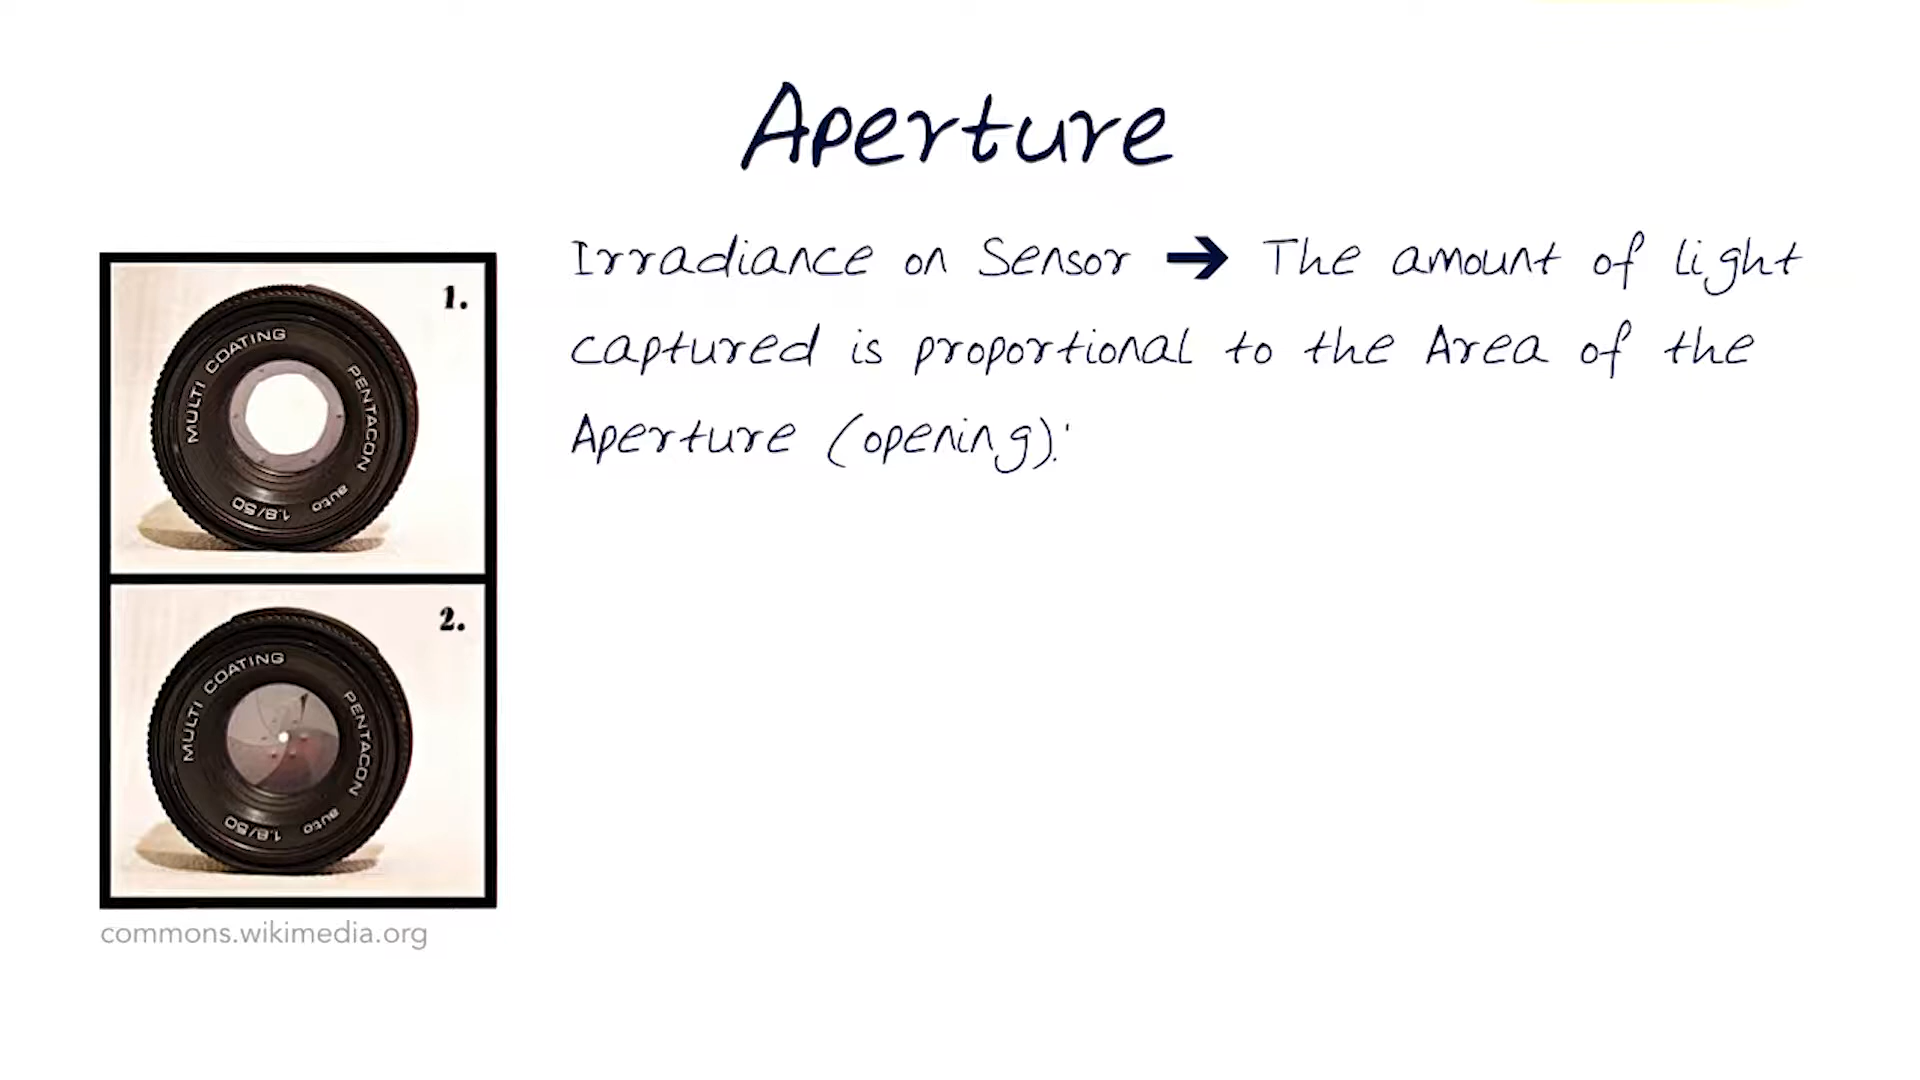 Aperture
Irradiance on Sensor → The amount of light
captured is proportional to the Area of the
Aperture (opening):
1.
MULTI COATING
PENTACON auto 1.8/50
2.
MULTI COATING
PENTACON auto 1.8/50
commons.wikimedia.org